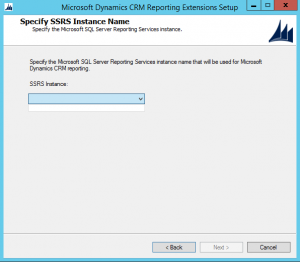 Microsoft Dynamics CRM Reporting Extensions Setup
Specify SSRS Instance Name
Specify the Microsoft SQL Server Reporting Services instance.
Specify the Microsoft SQL Server Reporting Services instance name that will be used for Microsoft
Dynamics CRM reporting.
SSRS Instance:
< Back Next > Cancel